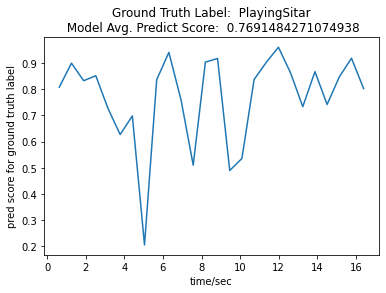 Ground Truth Label:  PlayingSitar
Model Avg. Predict Score:  0.7691484271074938
pred score for ground truth label
0.9
0.8
0.7
0.6
0.5
0.4
0.3
0.2
0 2 4 6 8 10 12 14 16
time/sec